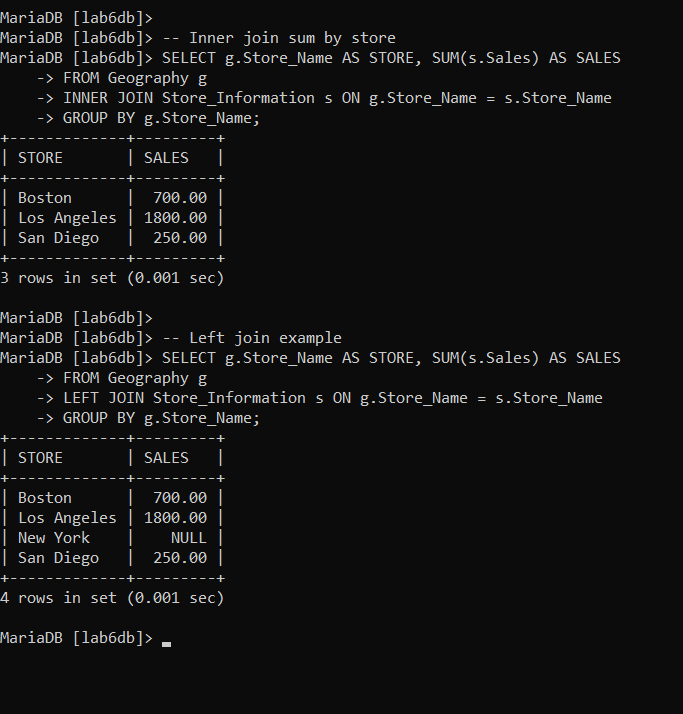 MariaDB [lab6db]>
MariaDB [lab6db]> -- Inner join sum by store
MariaDB [lab6db]> SELECT g.Store_Name AS STORE, SUM(s.Sales) AS SALES
    -> FROM Geography g
    -> INNER JOIN Store_Information s ON g.Store_Name = s.Store_Name
    -> GROUP BY g.Store_Name;
+-------------+---------+
| STORE       | SALES   |
+-------------+---------+
| Boston      |  700.00 |
| Los Angeles | 1800.00 |
| San Diego   |  250.00 |
+-------------+---------+
3 rows in set (0.001 sec)

MariaDB [lab6db]>
MariaDB [lab6db]> -- Left join example
MariaDB [lab6db]> SELECT g.Store_Name AS STORE, SUM(s.Sales) AS SALES
    -> FROM Geography g
    -> LEFT JOIN Store_Information s ON g.Store_Name = s.Store_Name
    -> GROUP BY g.Store_Name;
+-------------+---------+
| STORE       | SALES   |
+-------------+---------+
| Boston      |  700.00 |
| Los Angeles | 1800.00 |
| New York    |    NULL |
| San Diego   |  250.00 |
+-------------+---------+
4 rows in set (0.001 sec)

MariaDB [lab6db]>